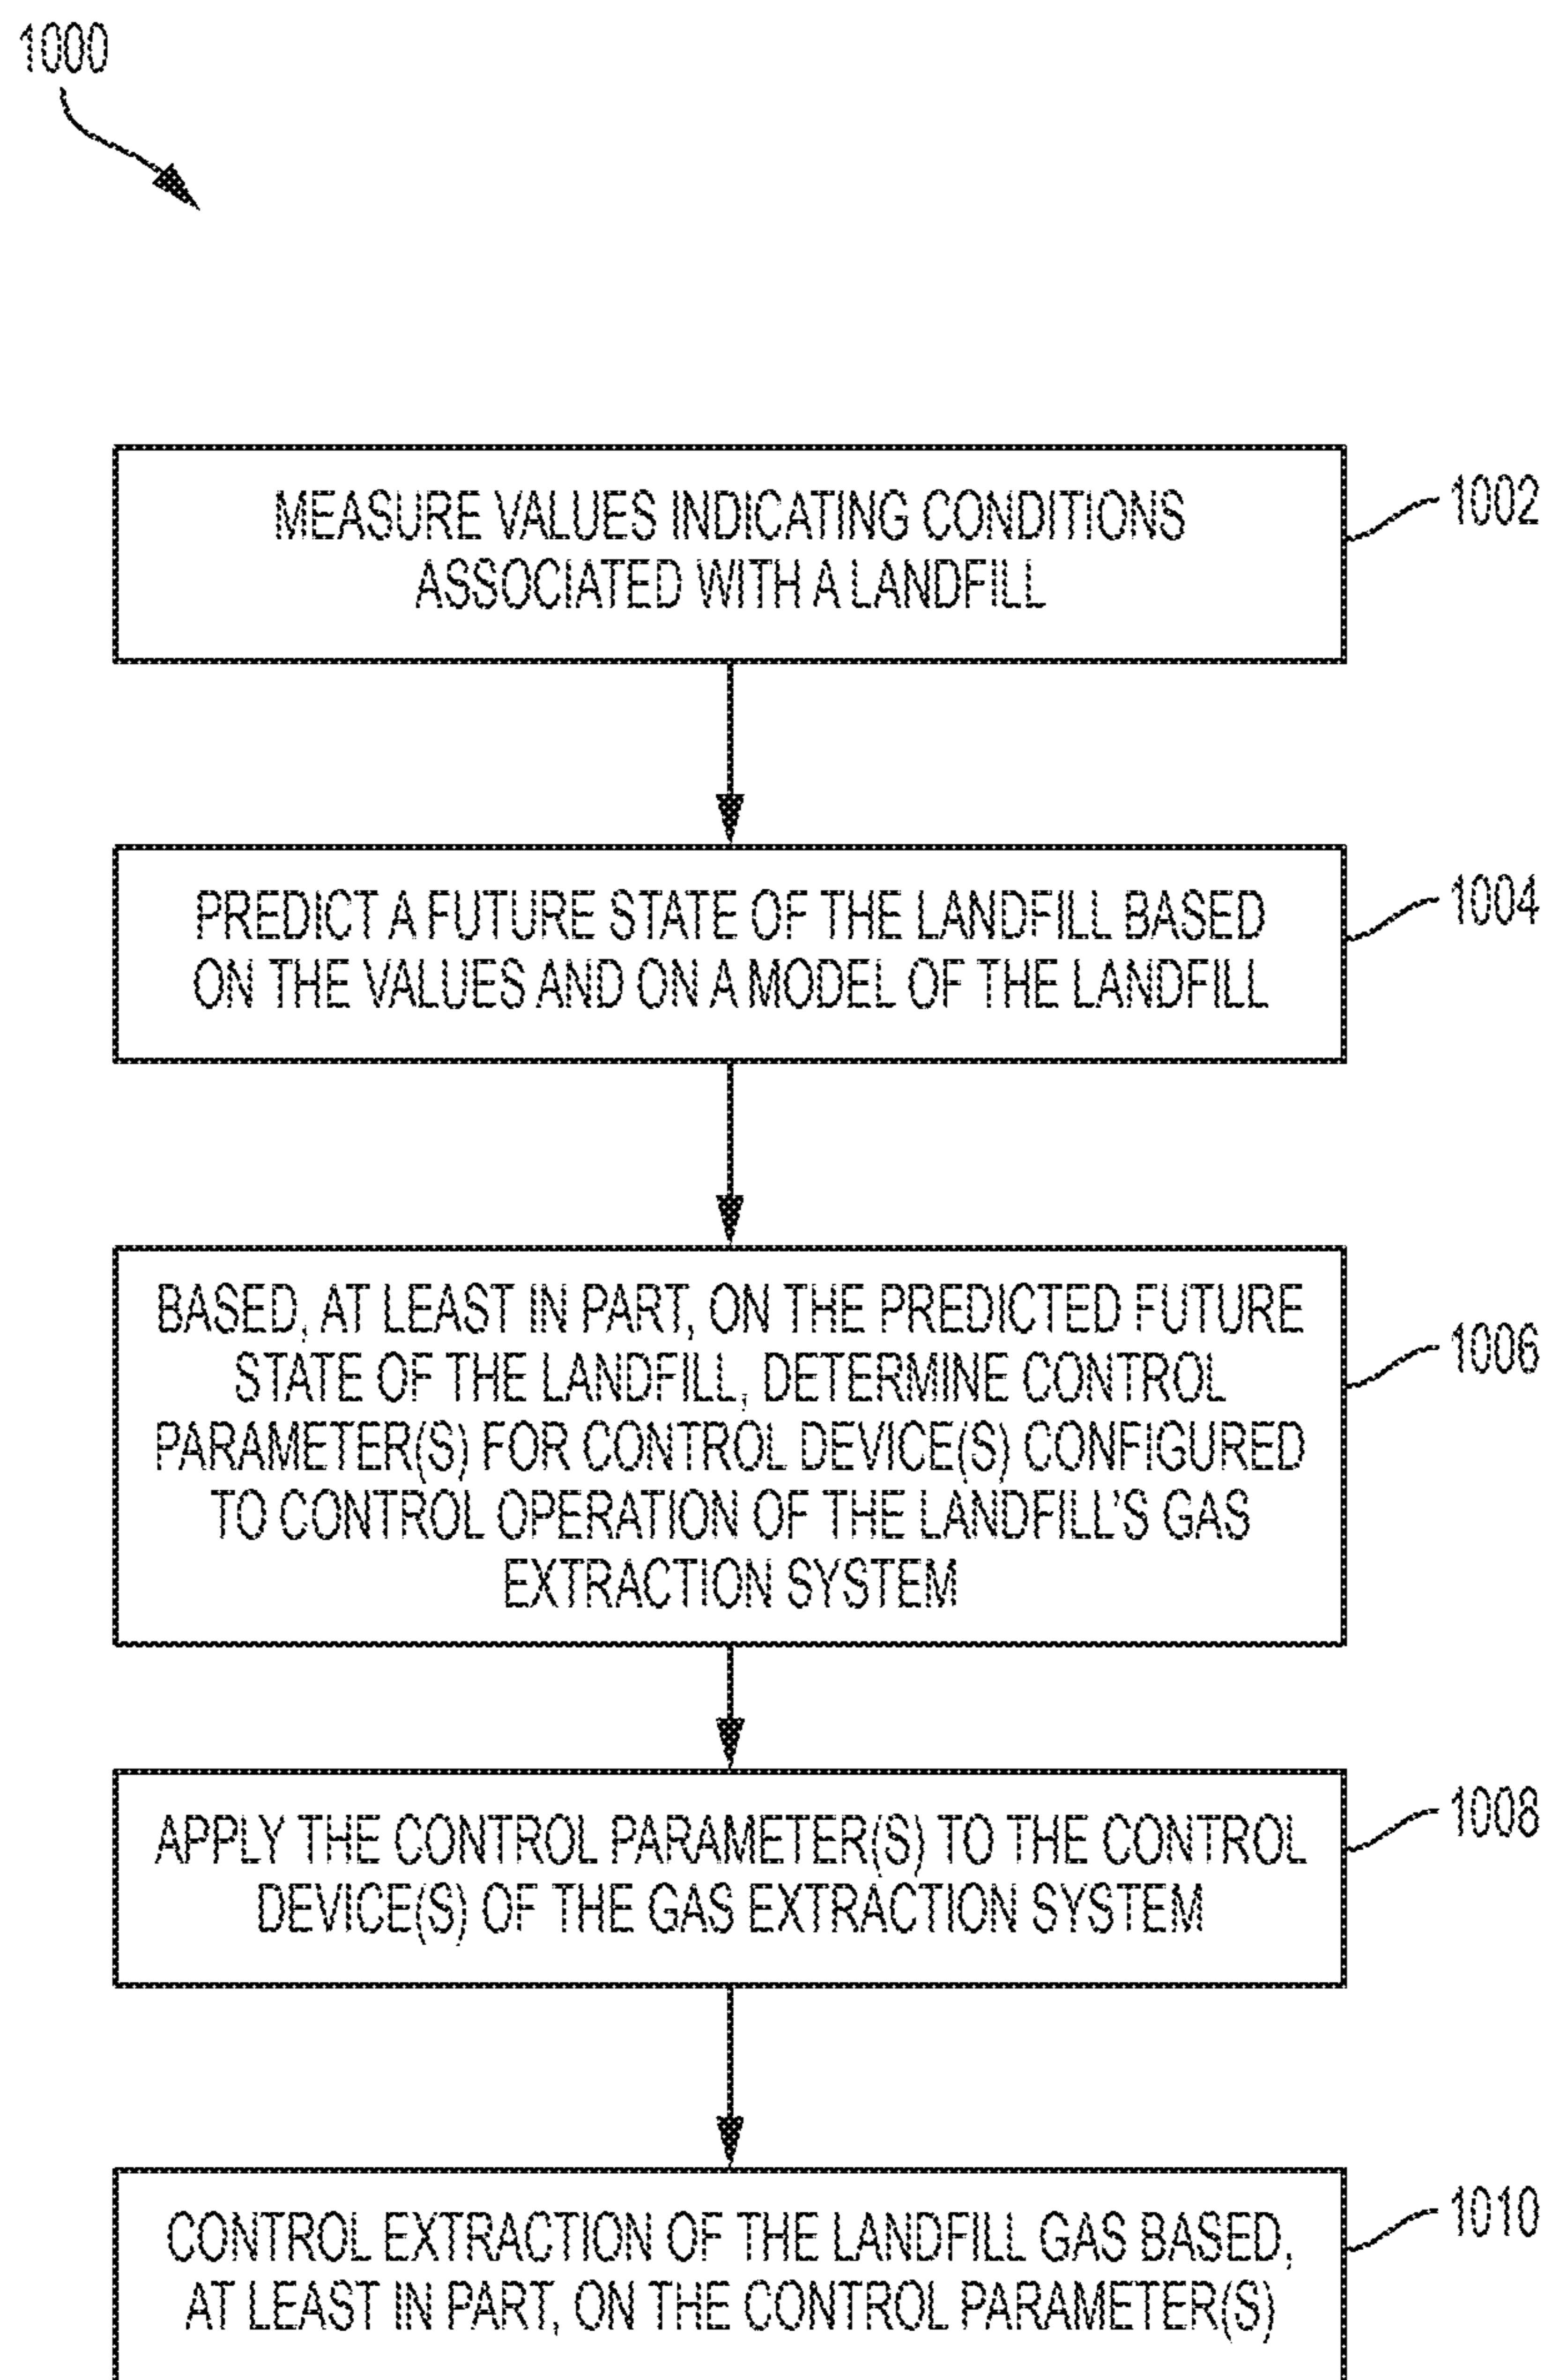 1000
MEASURE VALUES INDICATING CONDITIONS
ASSOCIATED WITH A LANDFILL
1002
PREDICT A FUTURE STATE OF THE LANDFILL BASED
ON THE VALUES AND ON A MODEL OF THE LANDFILL
1004
BASED, AT LEAST IN PART, ON THE PREDICTED FUTURE
STATE OF THE LANDFILL, DETERMINE CONTROL
PARAMETER(S) FOR CONTROL DEVICE(S) CONFIGURED
TO CONTROL OPERATION OF THE LANDFILL'S GAS
EXTRACTION SYSTEM
1006
APPLY THE CONTROL PARAMETER(S) TO THE CONTROL
DEVICE(S) OF THE GAS EXTRACTION SYSTEM
1008
CONTROL EXTRACTION OF THE LANDFILL GAS BASED,
AT LEAST IN PART, ON THE CONTROL PARAMETER(S)
1010